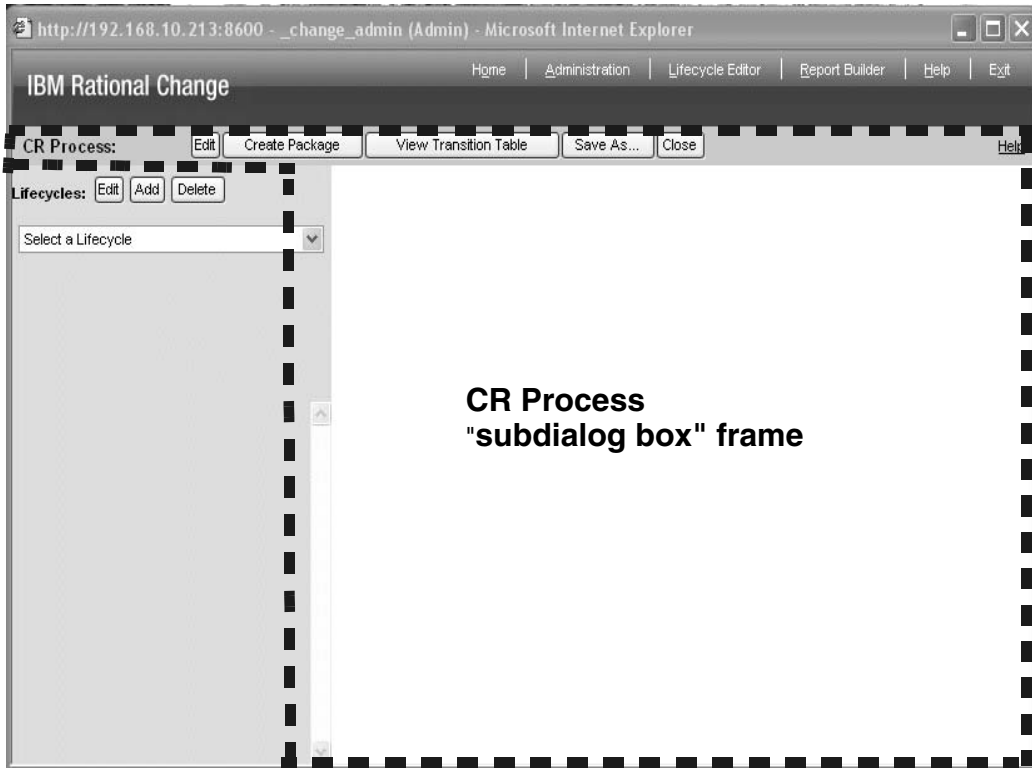 http://192.168.10.213:8600 - _change_admin (Admin) - Microsoft Internet Explorer
Home | Administration | Lifecycle Editor | Report Builder | Help | Exit
IBM Rational Change
CR Process: Edit Create Package View Transition Table Save As... Close Help
Lifecycles: Edit Add Delete
Select a Lifecycle
CR Process
"subdialog box" frame